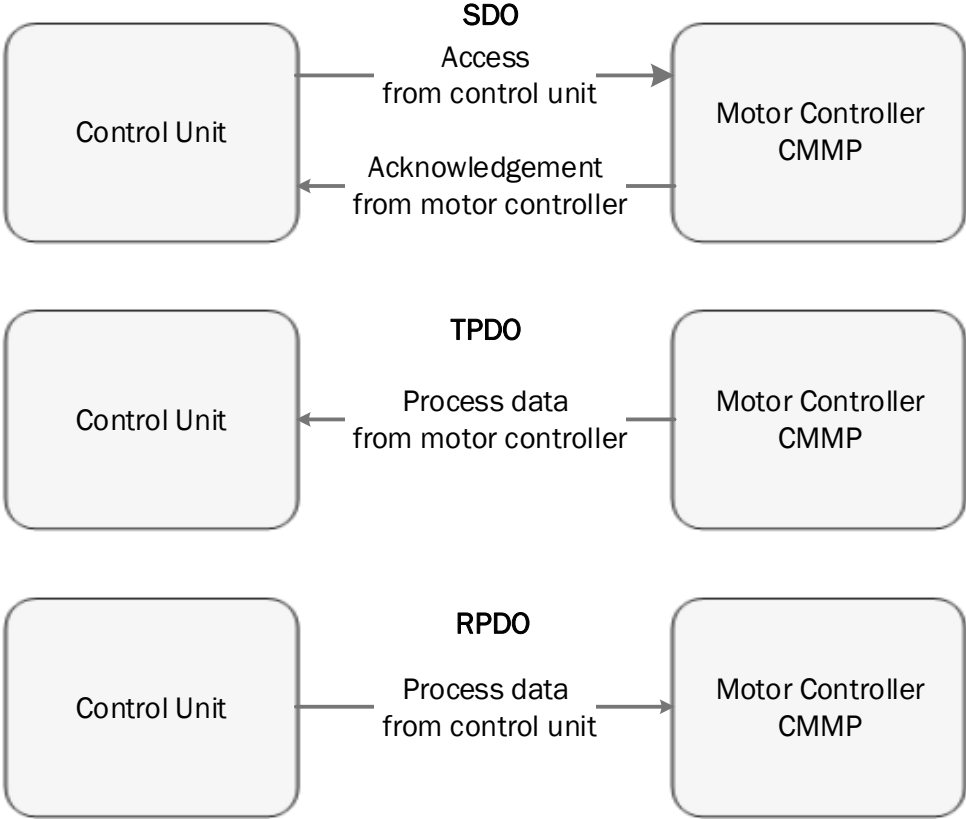 SDO
Access
from control unit
Control Unit
Motor Controller
CMMP
Acknowledgement
from motor controller
TPDO
Process data
from motor controller
Control Unit
Motor Controller
CMMP
RPDO
Process data
from control unit
Control Unit
Motor Controller
CMMP